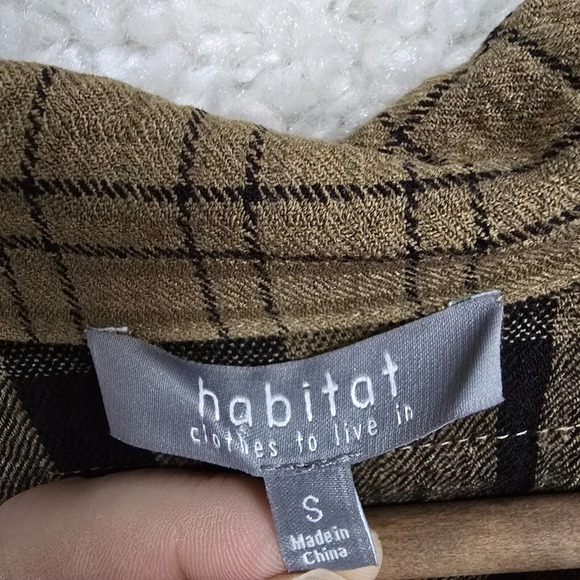 habitat
clothes to live in
S
Made in
China